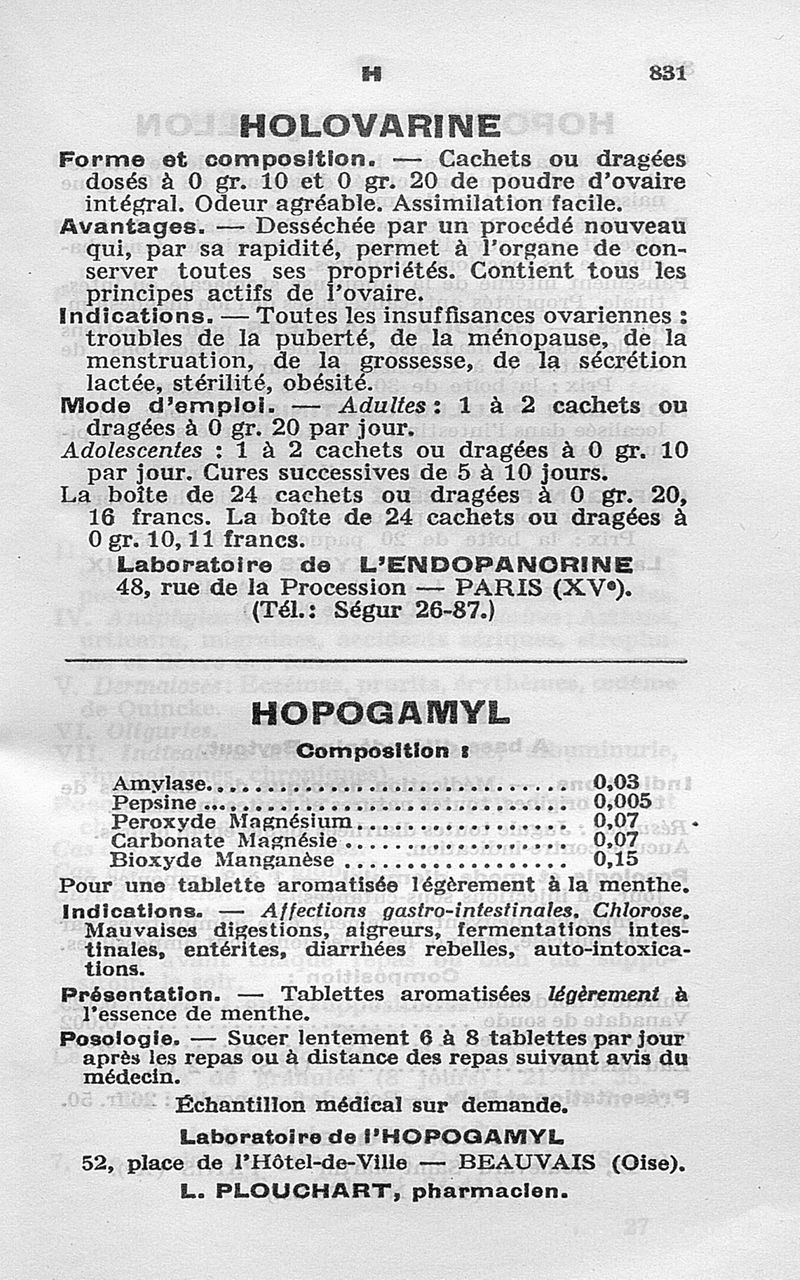 H 831
HOLOVARINE
Forme et composition. — Cachets ou dragées
dosés à 0 gr. 10 et 0 gr. 20 de poudre d'ovaire
intégral. Odeur agréable. Assimilation facile.
Avantages. — Desséchée par un procédé nouveau
qui, par sa rapidité, permet à l'organe de con-
server toutes ses propriétés. Contient tous les
principes actifs de l'ovaire.
Indications. — Toutes les insuffisances ovariennes :
troubles de la puberté, de la ménopause, de la
menstruation, de la grossesse, de la sécrétion
lactée, stérilité, obésité.
Mode d'emploi. — Adultes : 1 à 2 cachets ou
dragées à 0 gr. 20 par jour.
Adolescentes : 1 à 2 cachets ou dragées à 0 gr. 10
par jour. Cures successives de 5 à 10 jours.
La boîte de 24 cachets ou dragées à 0 gr. 20,
16 francs. La boîte de 24 cachets ou dragées à
0 gr. 10, 11 francs.
Laboratoire de L'ENDOPANCRINE
48, rue de la Procession — PARIS (XVe).
(Tél.: Ségur 26-87.)
HOPOGAMYL
Composition :
Amylase.............................. 0,03
Pepsine .............................. 0,005
Peroxyde Magnésium.................. 0,07
Carbonate Magnésie .................. 0,07
Bioxyde Manganèse ................... 0,15
Pour une tablette aromatisée légèrement à la menthe.
Indications. — Affections gastro-intestinales. Chlorose.
Mauvaises digestions, aigreurs, fermentations intes-
tinales, entérites, diarrhées rebelles, auto-intoxica-
tions.
Présentation. — Tablettes aromatisées légèrement à
l'essence de menthe.
Posologie. — Sucer lentement 6 à 8 tablettes par jour
après les repas ou à distance des repas suivant avis du
médecin.
Échantillon médical sur demande.
Laboratoire de l'HOPOGAMYL
52, place de l'Hôtel-de-Ville — BEAUVAIS (Oise).
L. PLOUCHART, pharmacien.